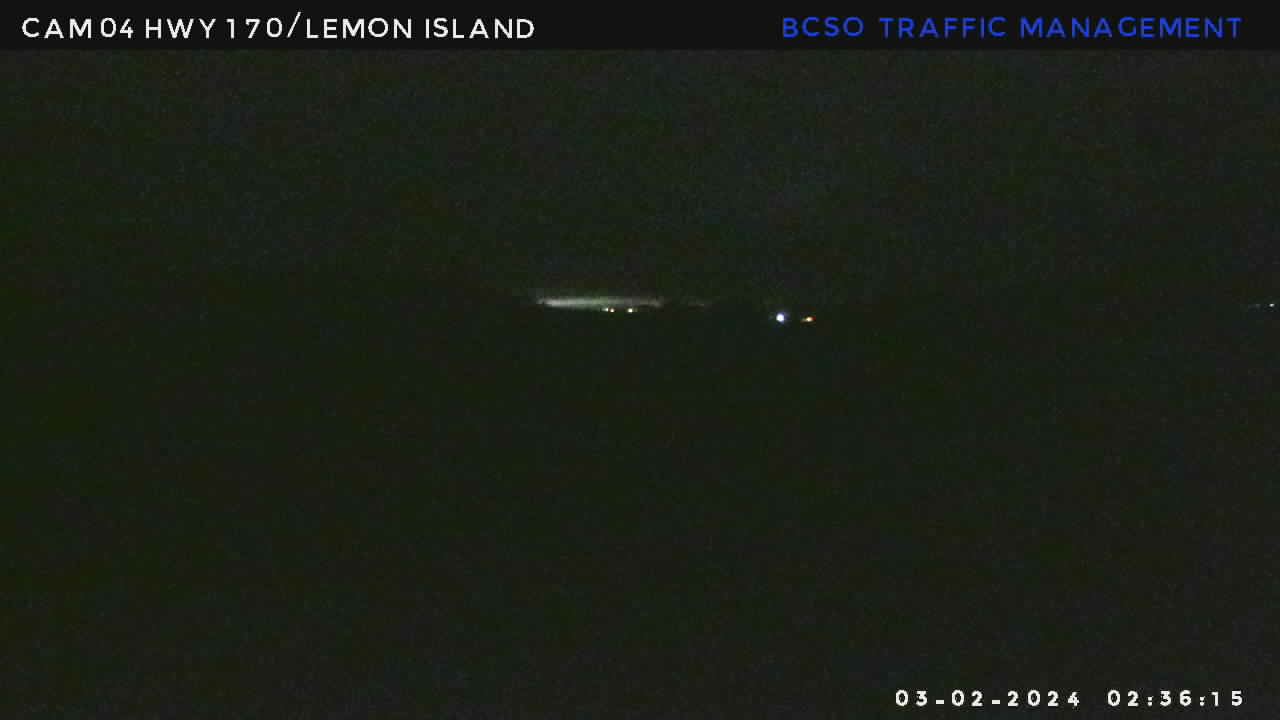 CAM04 HWY 170/LEMON ISLAND
BCSO TRAFFIC MANAGEMENT
03-02-2024 02:36:15